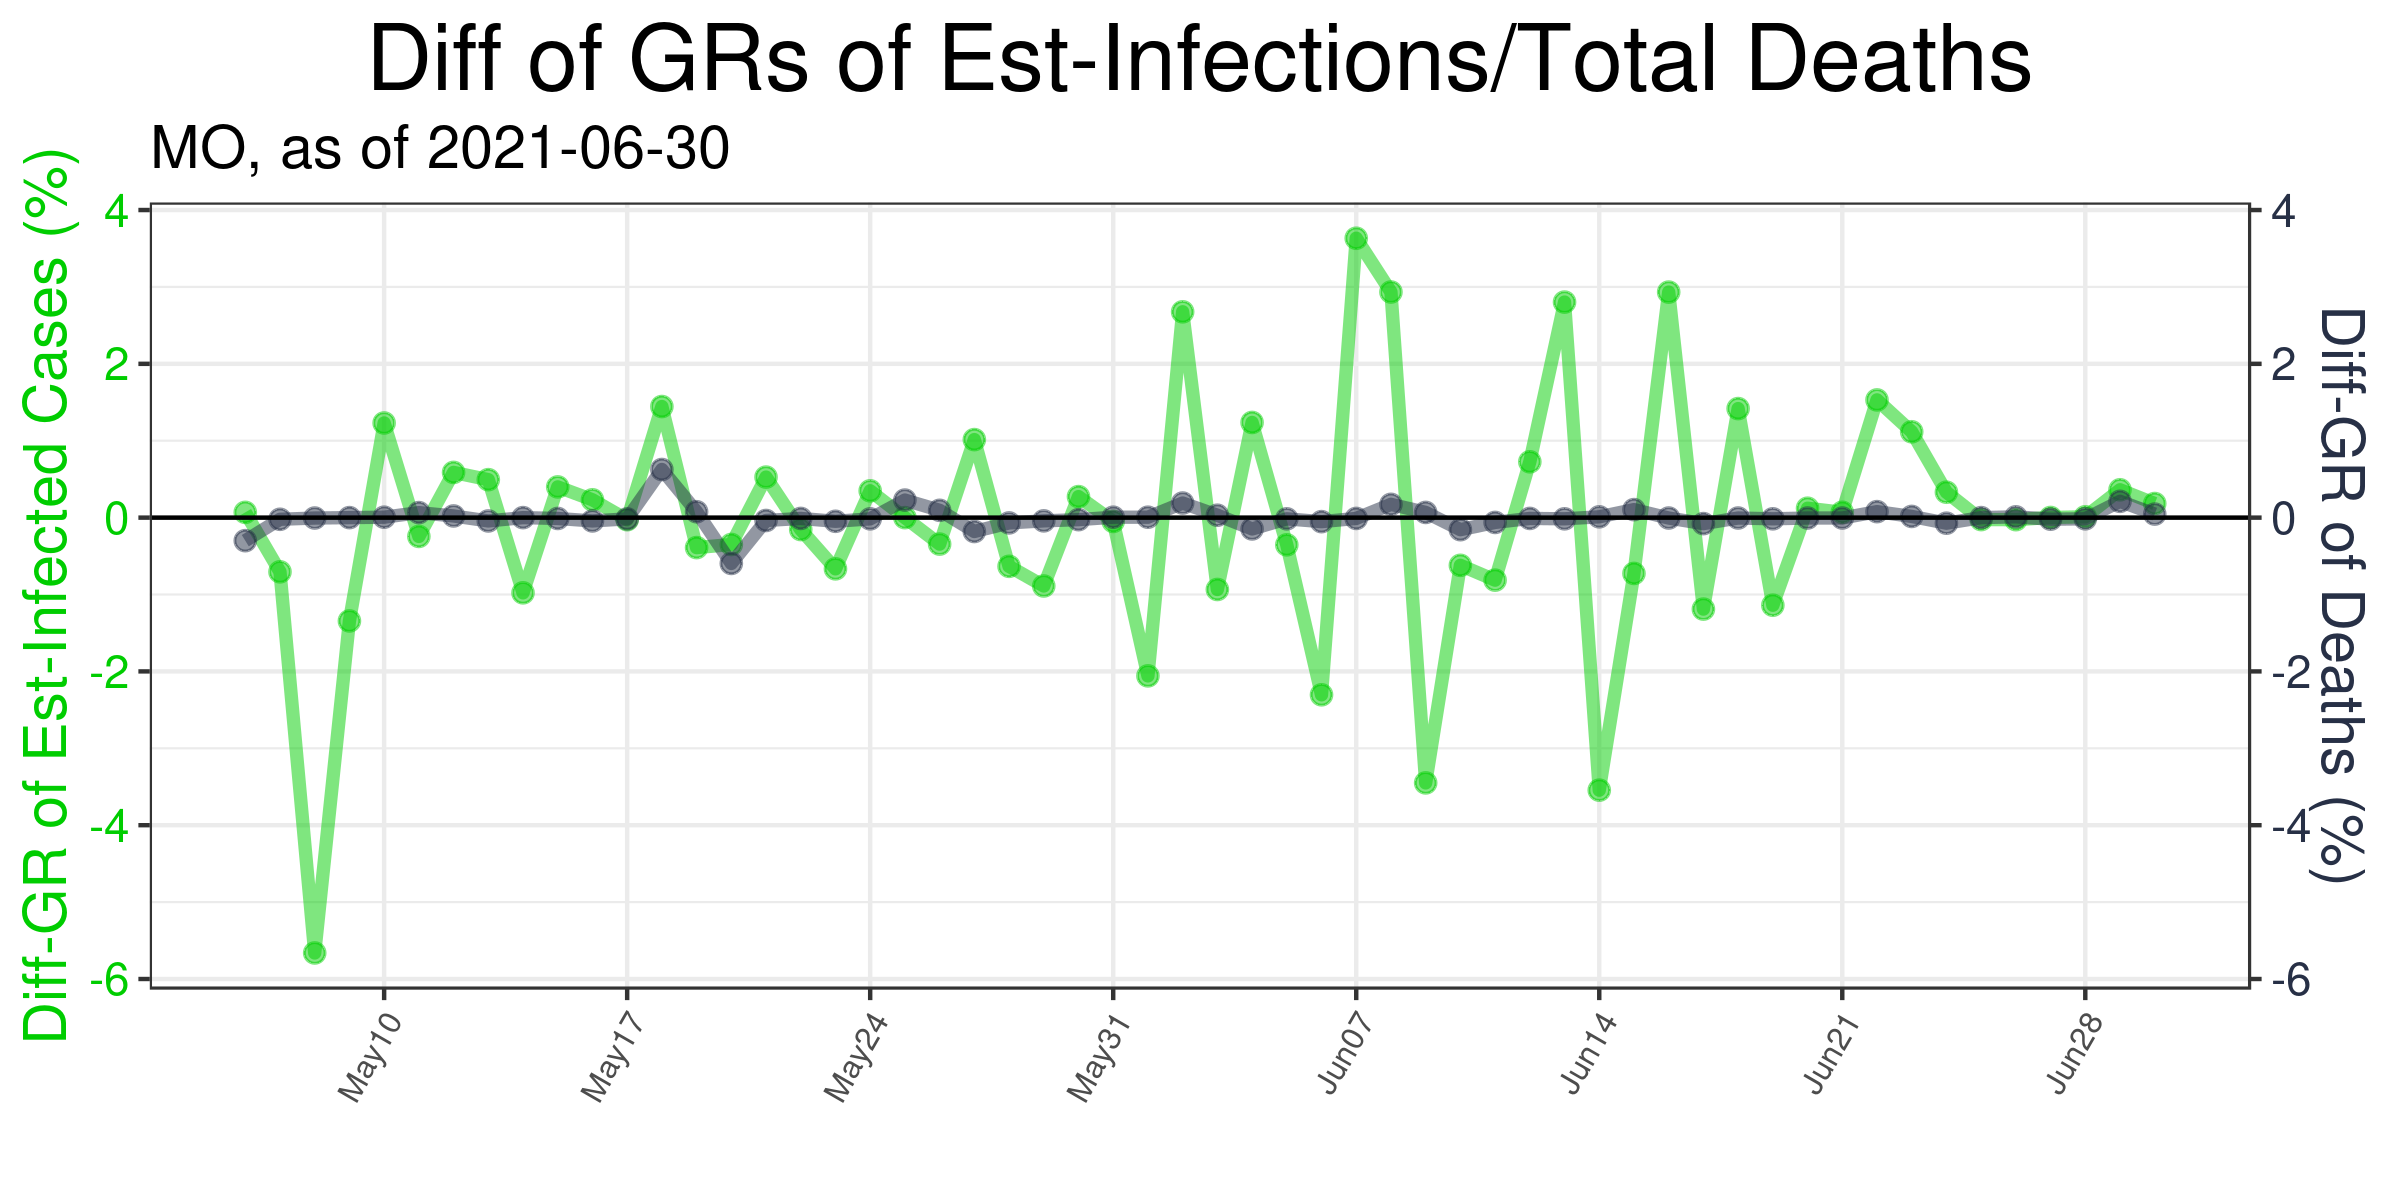 Diff of GRs of Est-Infections/Total Deaths
MO, as of 2021-06-30
Diff-GR of Est-Infected Cases (%)
4
2
0
-2
-4
-6
4
2
0
-2
-4
-6
Diff-GR of Deaths (%)
May10
May17
May24
May31
Jun07
Jun14
Jun21
Jun28